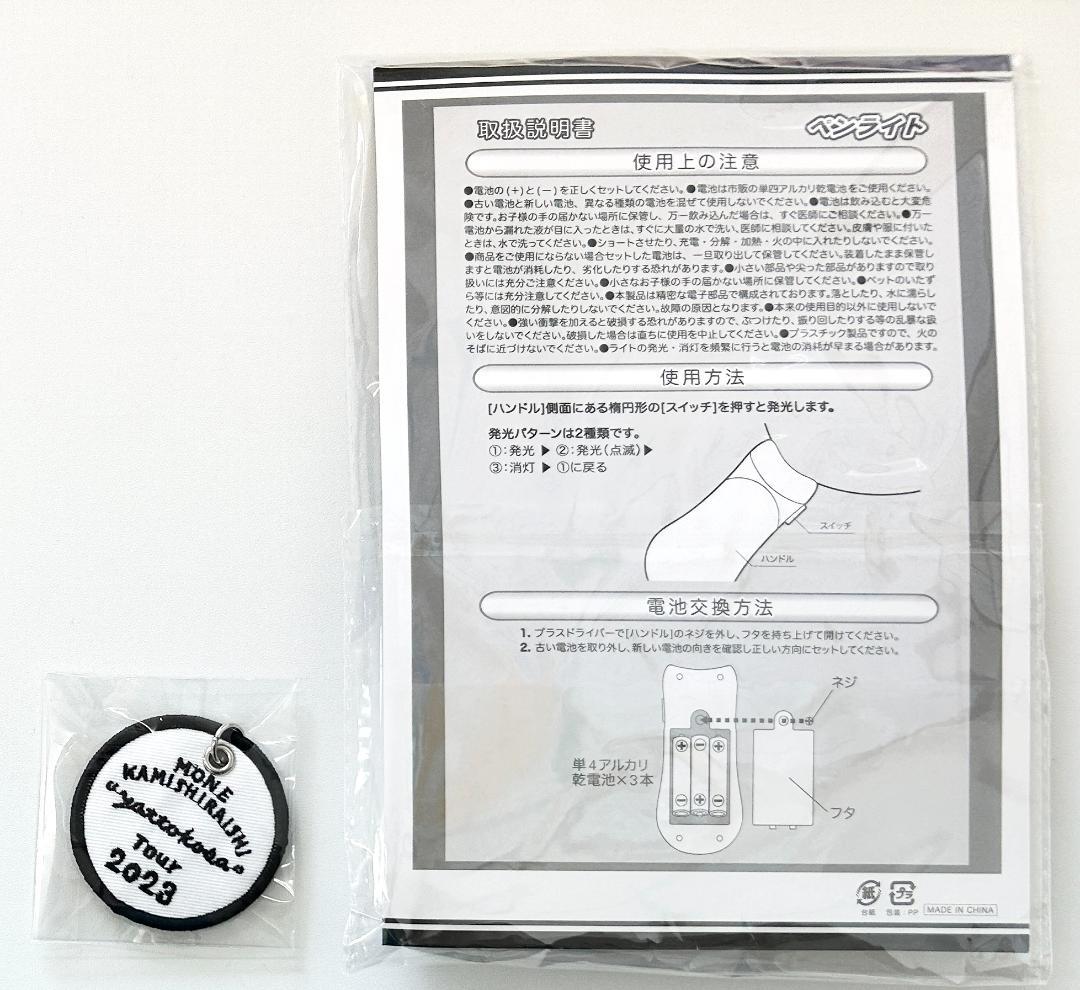 取扱説明書
ペンライト
使用上の注意
●電池の(+)と(−)を正しくセットしてください。●電池は市販の単四アルカリ乾電池をご使用ください。
●古い電池と新しい電池、異なる種類の電池を混ぜて使用しないでください。●電池は飲み込むと大変危
険です。お子様の手の届かない場所に保管し、万一飲み込んだ場合は、すぐ医師にご相談ください。●万一
電池から漏れた液が目に入ったときは、すぐに大量の水で洗い、医師に相談してください。皮膚や服に付いた
ときは、水で洗ってください。●ショートさせたり、充電・分解・加熱・火の中に入れたりしないでください。
●商品をご使用にならない場合セットした電池は、一旦取り出して保管してください。装着したまま保管し
ますと電池が消耗したり、劣化したりする恐れがあります。●小さい部品や尖った部品がありますので取り
扱いには充分ご注意ください。●小さなお子様の手の届かない場所に保管してください。●ペットのいたず
ら等には充分注意してください。●本製品は精密な電子部品で構成されております。落としたり、水に濡らし
たり、意図的に分解したりしないでください。故障の原因となります。●本来の使用目的以外に使用しないで
ください。●強い衝撃を加えると破損する恐れがありますので、ぶつけたり、振り回したりする等の乱暴な扱
いをしないでください。破損した場合は直ちに使用を中止してください。●プラスチック製品ですので、火の
そばに近づけないでください。●ライトの発光・消灯を頻繁に行うと電池の消耗が早まる場合があります。
使用方法
[ハンドル]側面にある楕円形の[スイッチ]を押すと発光します。
発光パターンは2種類です。
①:発光 ▶ ②:発光(点滅)▶
③:消灯 ▶ ①に戻る
スイッチ
ハンドル
電池交換方法
1. プラスドライバーで[ハンドル]のネジを外し、フタを持ち上げて開けてください。
2. 古い電池を取り外し、新しい電池の向きを確認し正しい方向にセットしてください。
ネジ
単4アルカリ
乾電池×3本
フタ
紙
プラ
台紙
包装:PP
MADE IN CHINA
MONE
KAMISHIRAISHI
“yattokosa”
Tour
2023